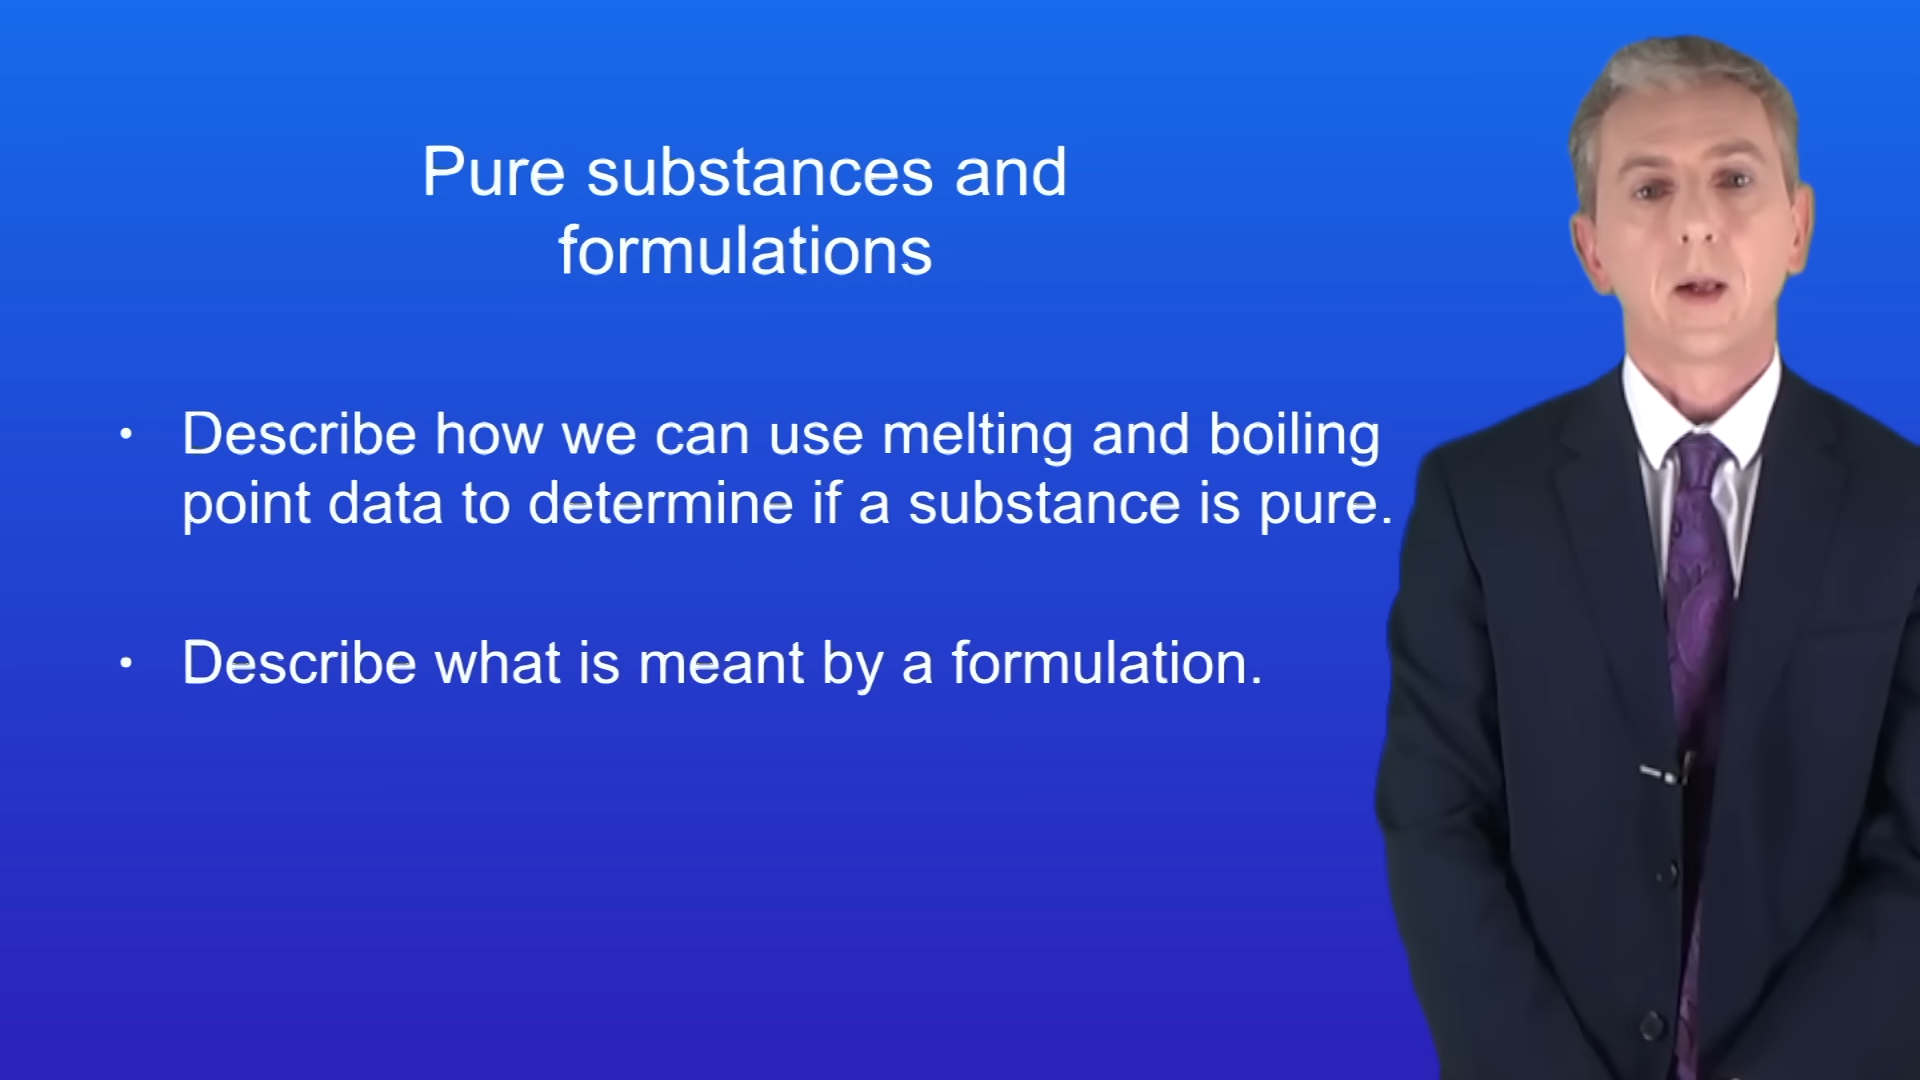 Pure substances and
formulations
• Describe how we can use melting and boiling
point data to determine if a substance is pure.
• Describe what is meant by a formulation.